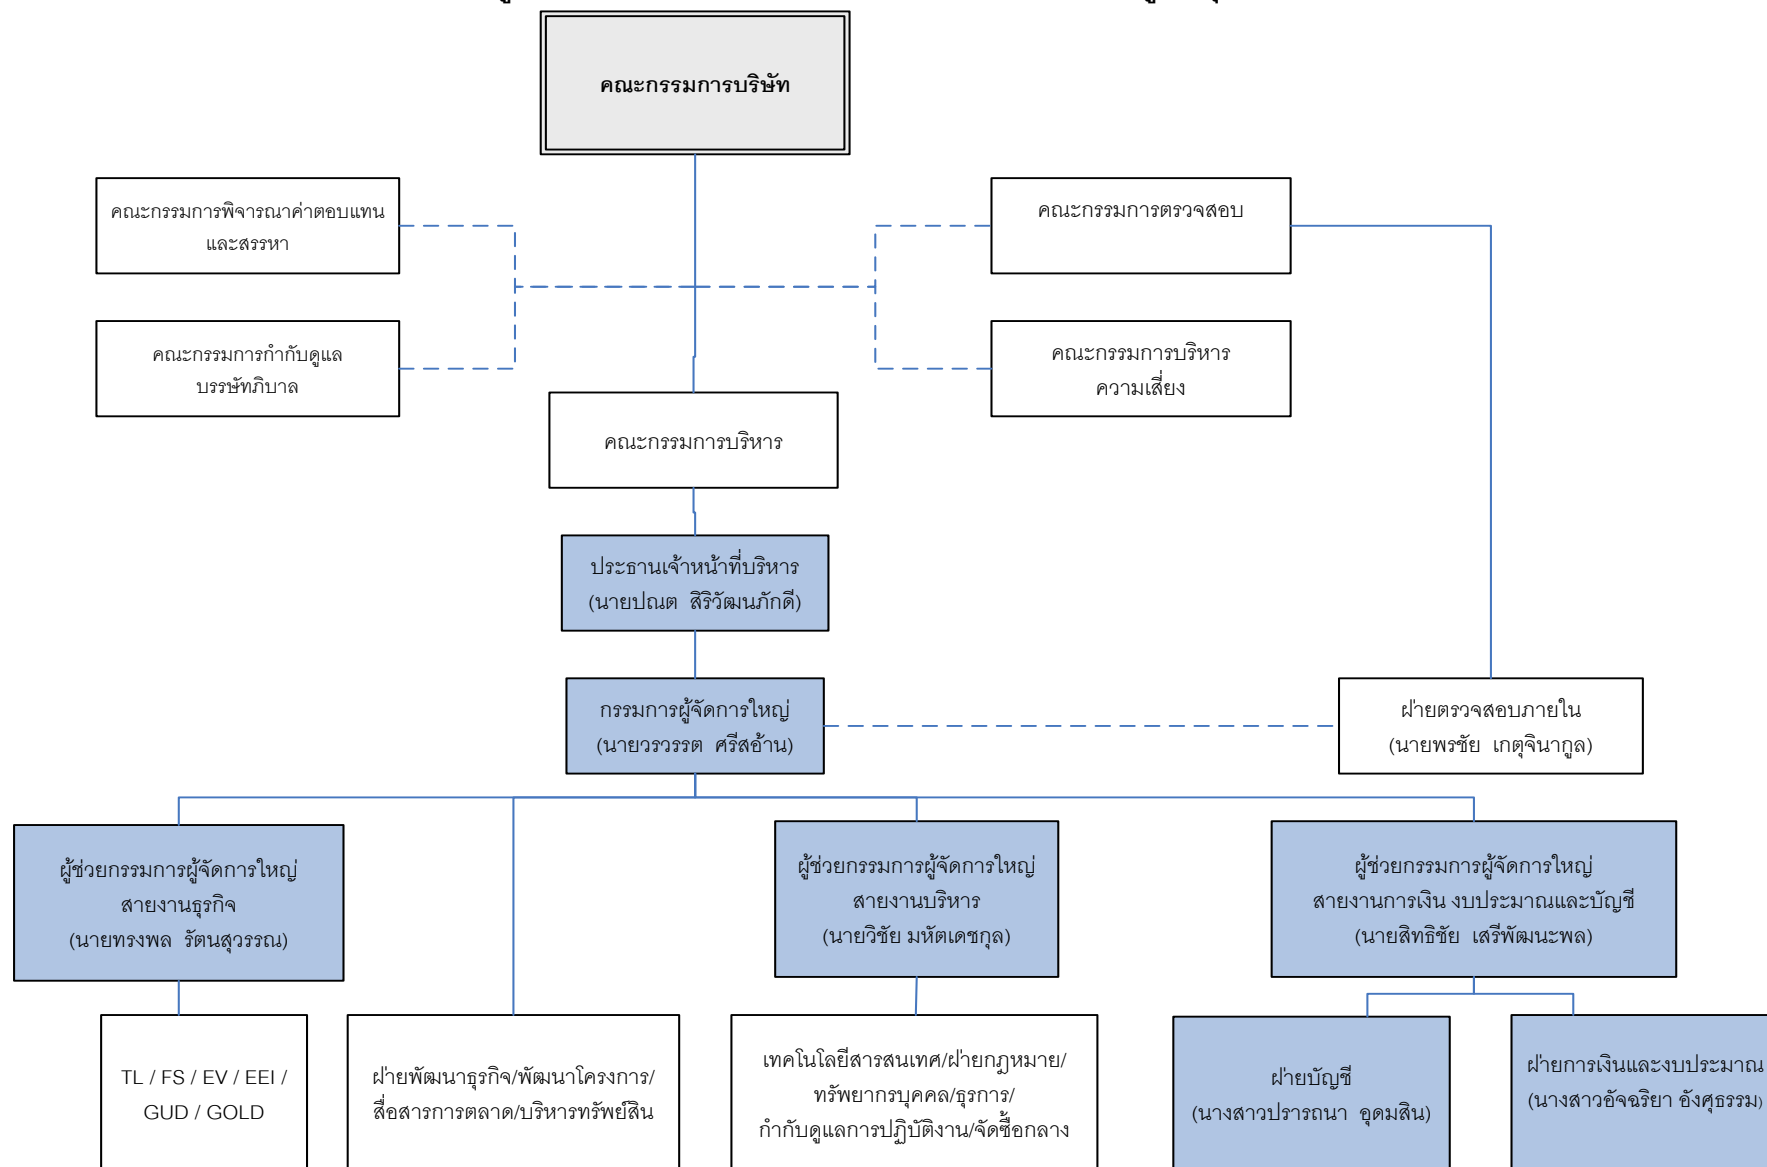 คณะกรรมการบริษัท
คณะกรรมการพิจารณาค่าตอบแทน
และสรรหา
คณะกรรมการตรวจสอบ
คณะกรรมการกำกับดูแล
บรรษัทภิบาล
คณะกรรมการบริหาร
ความเสี่ยง
คณะกรรมการบริหาร
ประธานเจ้าหน้าที่บริหาร
(นายปณต สิริวัฒนภักดี)
กรรมการผู้จัดการใหญ่
(นายวรวรรต ศรีสอ้าน)
ฝ่ายตรวจสอบภายใน
(นายพรชัย เกตุจินากูล)
ผู้ช่วยกรรมการผู้จัดการใหญ่
สายงานธุรกิจ
(นายทรงพล รัตนสุวรรณ)
ผู้ช่วยกรรมการผู้จัดการใหญ่
สายงานบริหาร
(นายวิชัย มหัตเดชกุล)
ผู้ช่วยกรรมการผู้จัดการใหญ่
สายงานการเงิน งบประมาณและบัญชี
(นายสิทธิชัย เสรีพัฒนะพล)
TL / FS / EV / EEI /
GUD / GOLD
ฝ่ายพัฒนาธุรกิจ/พัฒนาโครงการ/
สื่อสารการตลาด/บริหารทรัพย์สิน
เทคโนโลยีสารสนเทศ/ฝ่ายกฎหมาย/
ทรัพยากรบุคคล/ธุรการ/
กำกับดูแลการปฏิบัติงาน/จัดซื้อกลาง
ฝ่ายบัญชี
(นางสาวปรารถนา อุดมสิน)
ฝ่ายการเงินและงบประมาณ
(นางสาวอัจฉริยา อังศุธรรม)